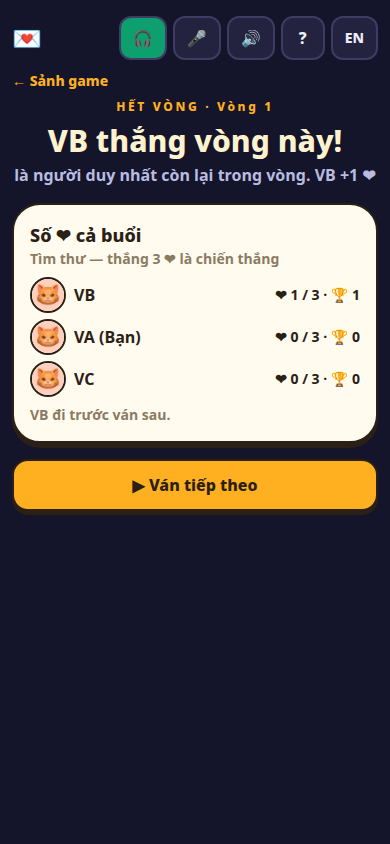 ?
EN
← Sảnh game
HẾT VÒNG · Vòng 1
VB thắng vòng này!
là người duy nhất còn lại trong vòng. VB +1 ❤
Số ❤ cả buổi
Tìm thư — thắng 3 ❤ là chiến thắng
VB ❤ 1 / 3 · 🏆 1
VA (Bạn) ❤ 0 / 3 · 🏆 0
VC ❤ 0 / 3 · 🏆 0
VB đi trước ván sau.
▶ Ván tiếp theo